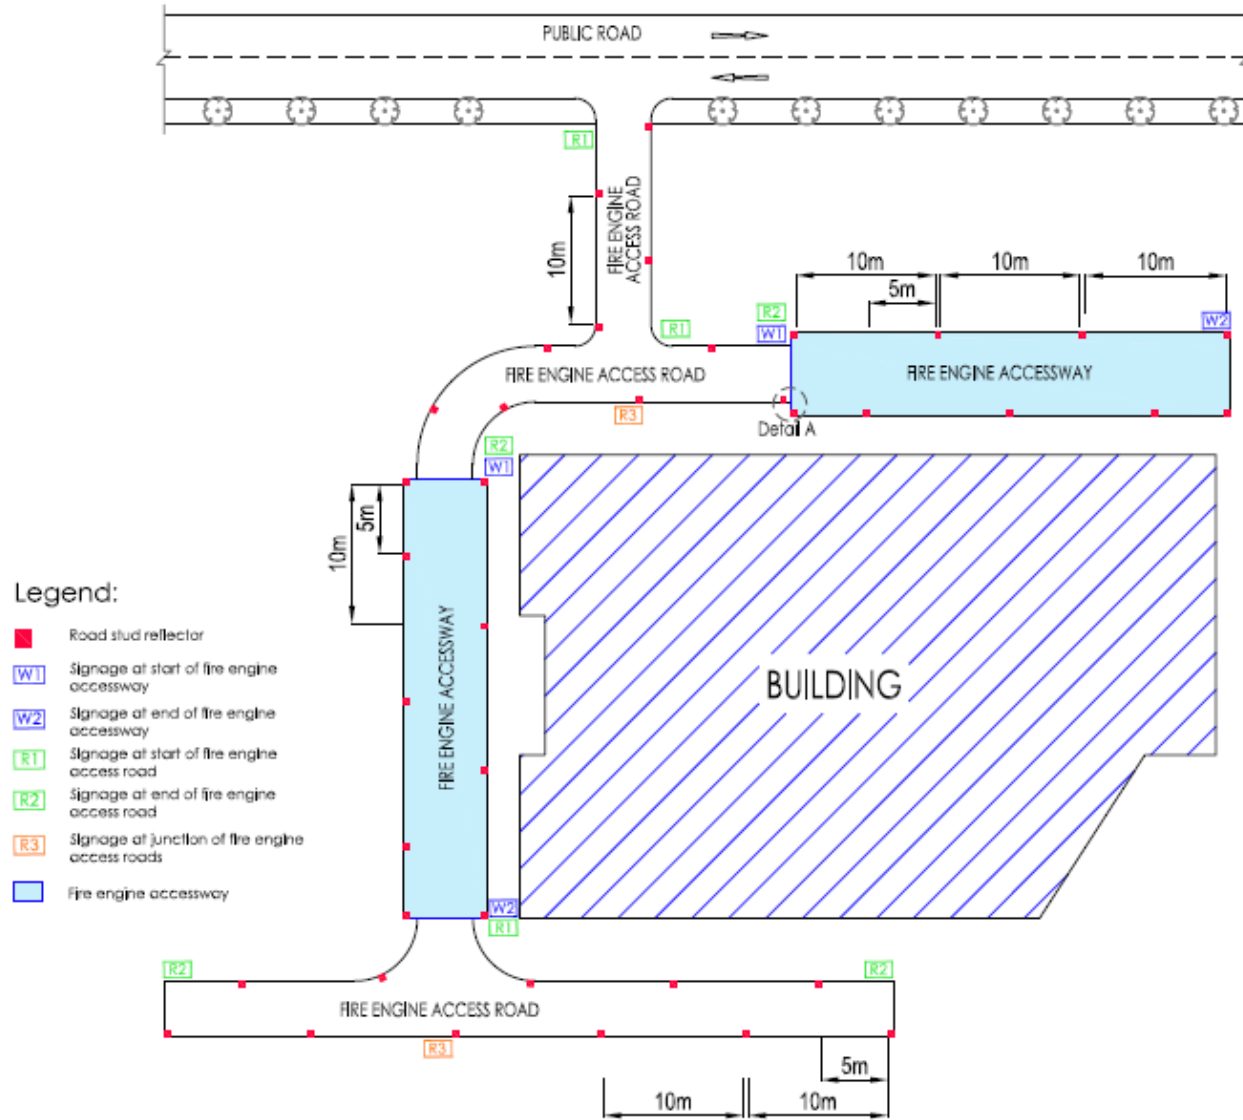 PUBLIC ROAD
R1
FIRE ENGINE
ACCESS ROAD
10m
10m
10m
10m
5m
R2
W1
W2
R1
FIRE ENGINE ACCESS ROAD
FIRE ENGINE ACCESSWAY
R3
Detail A
R2
W1
5m
10m
FIRE ENGINE ACCESSWAY
BUILDING
Legend:
Road stud reflector
W1
Signage at start of fire engine
accessway
W2
Signage at end of fire engine
accessway
R1
Signage at start of fire engine
access road
R2
Signage at end of fire engine
access road
R3
Signage at junction of fire engine
access roads
Fire engine accessway
W2
R1
R2
R2
FIRE ENGINE ACCESS ROAD
R3
5m
10m
10m